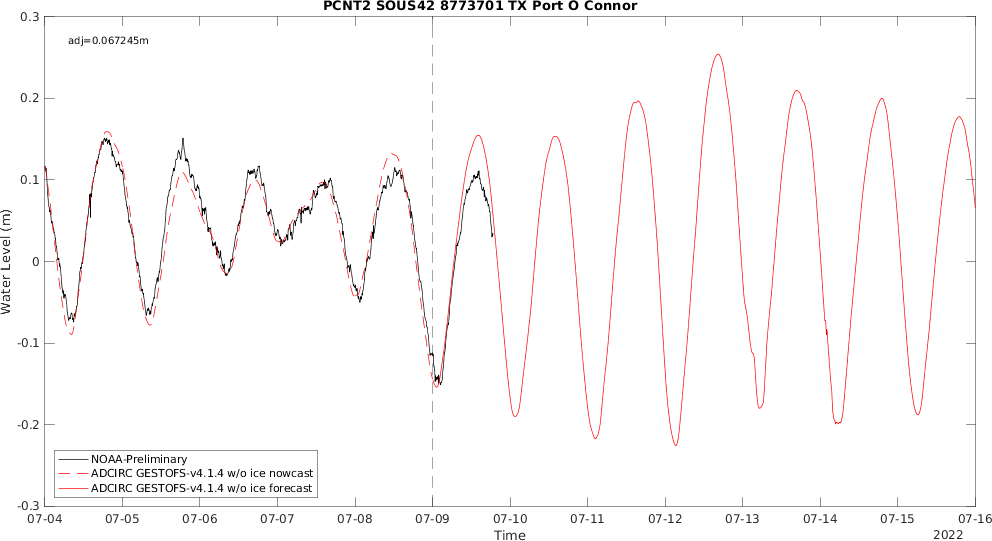 PCNT2 SOUS42 8773701 TX Port O Connor
0.3
adj=0.067245m
0.2
0.1
0
-0.1
-0.2
-0.3
Water Level (m)
NOAA-Preliminary
ADCIRC GESTOFS-v4.1.4 w/o ice nowcast
ADCIRC GESTOFS-v4.1.4 w/o ice forecast
07-04 07-05 07-06 07-07 07-08 07-09 07-10 07-11 07-12 07-13 07-14 07-15 07-16
Time
2022